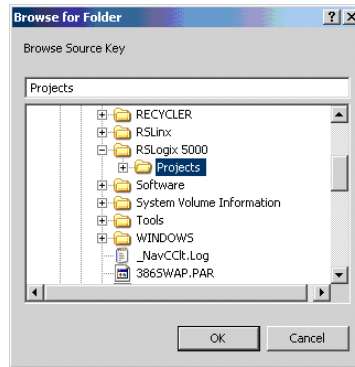 Browse for Folder
Browse Source Key
Projects
RECYCLER
RSLinx
RSLogix 5000
Projects
Software
System Volume Information
Tools
WINDOWS
_NavCClt.Log
386SWAP.PAR
OK Cancel